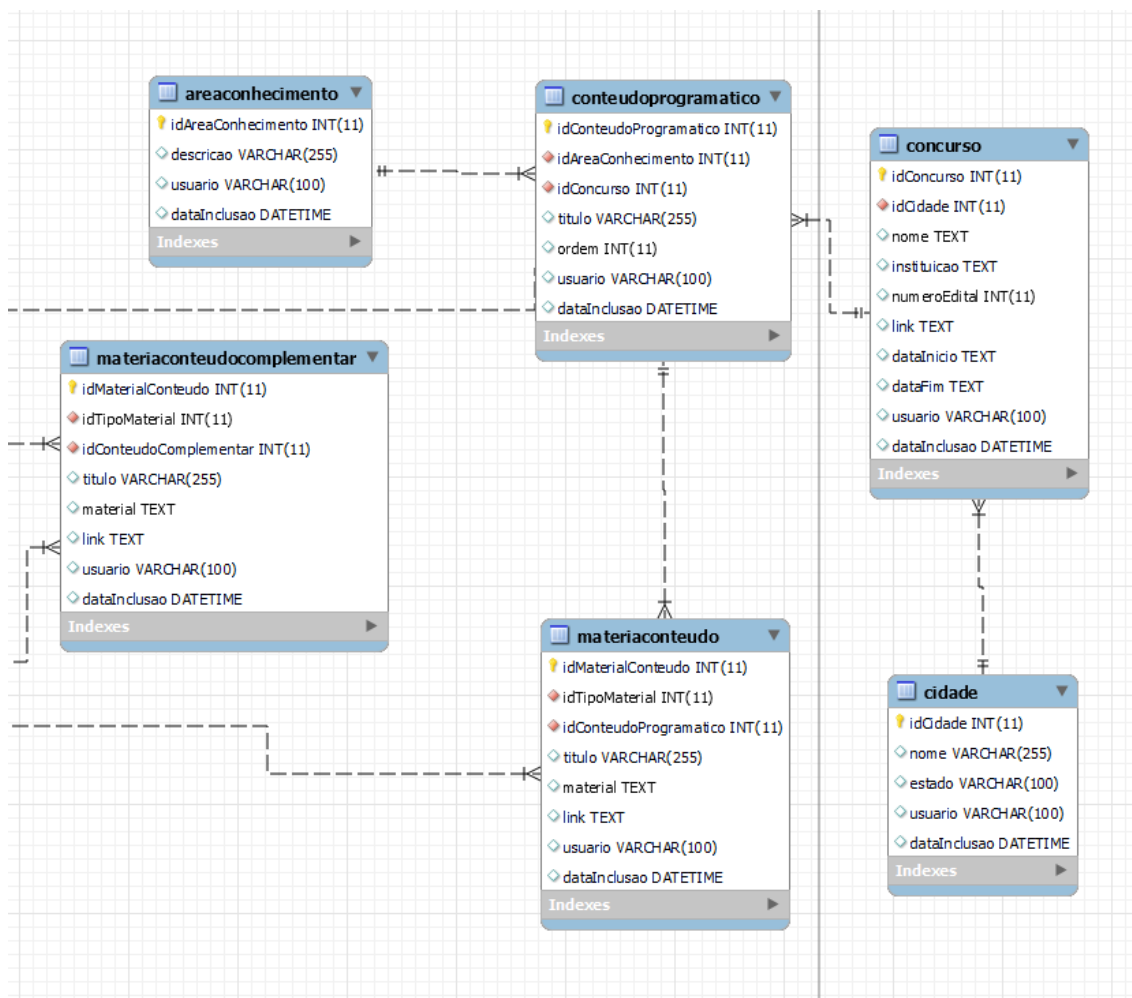 areaconhecimento
idAreaConhecimento INT(11)
descricao VARCHAR(255)
usuario VARCHAR(100)
dataInclusao DATETIME
Indexes
conteudoprogramatico
idConteudoProgramatico INT(11)
idAreaConhecimento INT(11)
idConcurso INT(11)
titulo VARCHAR(255)
ordem INT(11)
usuario VARCHAR(100)
dataInclusao DATETIME
Indexes
concurso
idConcurso INT(11)
idCidade INT(11)
nome TEXT
instituicao TEXT
numeroEdital INT(11)
link TEXT
dataInicio TEXT
dataFim TEXT
usuario VARCHAR(100)
dataInclusao DATETIME
Indexes
materiaconteudocomplementar
idMaterialConteudo INT(11)
idTipoMaterial INT(11)
idConteudoComplementar INT(11)
titulo VARCHAR(255)
material TEXT
link TEXT
usuario VARCHAR(100)
dataInclusao DATETIME
Indexes
materiaconteudo
idMaterialConteudo INT(11)
idTipoMaterial INT(11)
idConteudoProgramatico INT(11)
titulo VARCHAR(255)
material TEXT
link TEXT
usuario VARCHAR(100)
dataInclusao DATETIME
Indexes
cidade
idCidade INT(11)
nome VARCHAR(255)
estado VARCHAR(100)
usuario VARCHAR(100)
dataInclusao DATETIME
Indexes